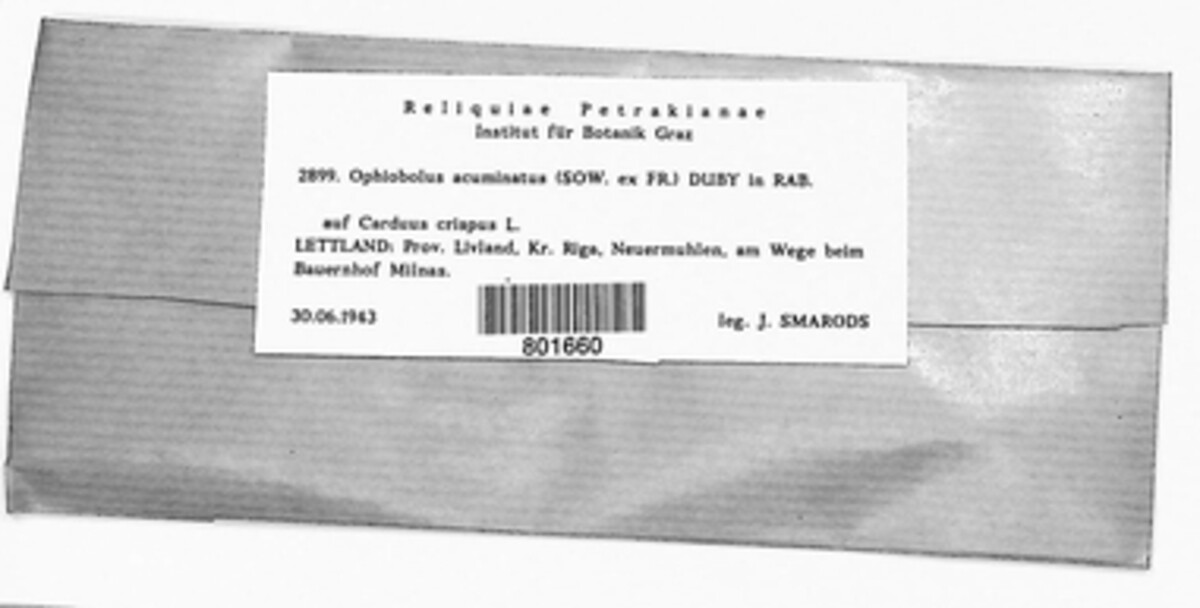 Reliquiae Petrakianae
Institut für Botanik Graz
2899. Ophiobolus acuminatus (SOW. ex FR.) DUBY in RAB.
auf Carduus crispus L.
LETTLAND: Prov. Livland, Kr. Riga, Neuermuhlen, am Wege beim
Bauernhof Milnas.
30.06.1943
leg. J. SMARODS
801660